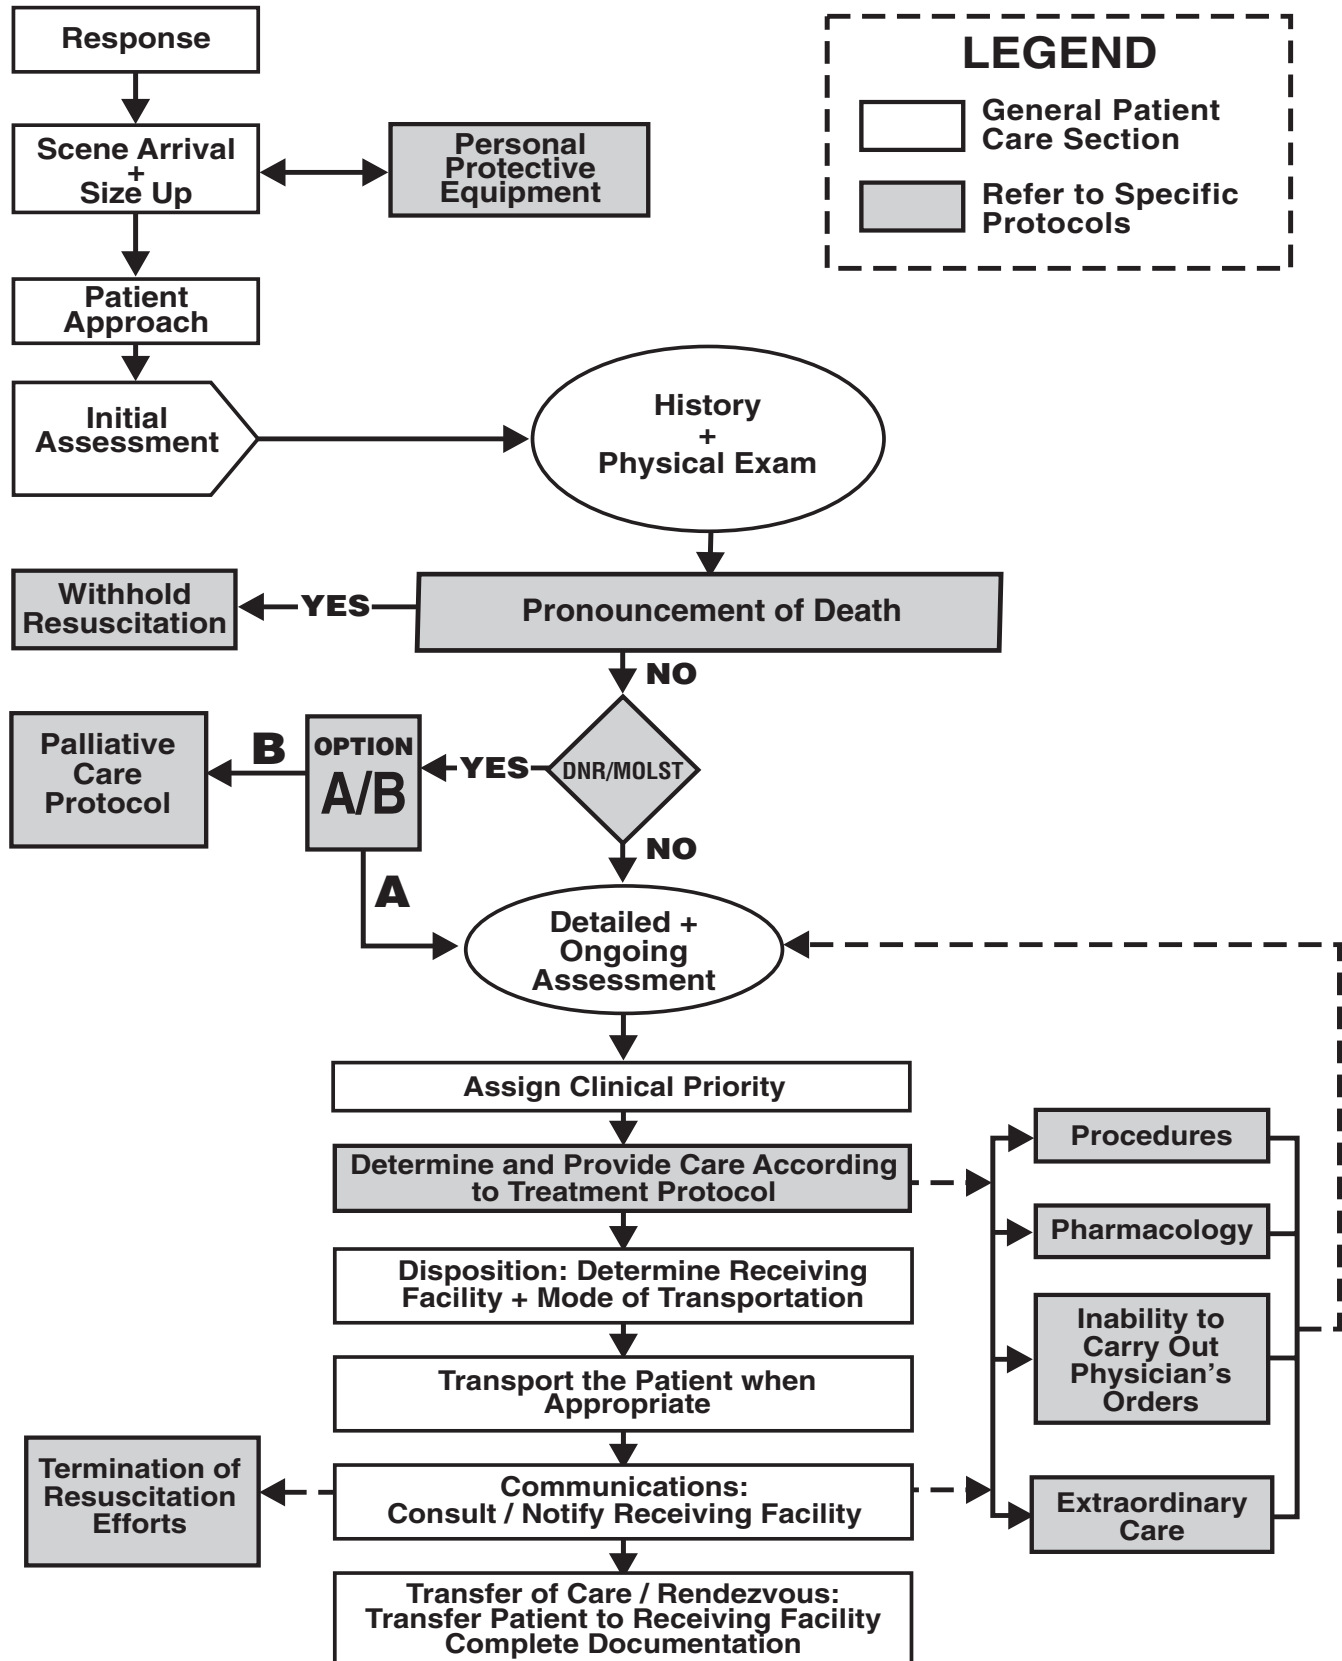 Response
LEGEND
General Patient
Care Section
Refer to Specific
Protocols
Scene Arrival
+
Size Up
Personal
Protective
Equipment
Patient
Approach
Initial
Assessment
History
+
Physical Exam
Withhold
Resuscitation
YES
Pronouncement of Death
NO
Palliative
Care
Protocol
B
OPTION
A/B
YES
DNR/MOLST
NO
A
Detailed +
Ongoing
Assessment
Assign Clinical Priority
Determine and Provide Care According
to Treatment Protocol
Disposition: Determine Receiving
Facility + Mode of Transportation
Transport the Patient when
Appropriate
Communications:
Consult / Notify Receiving Facility
Transfer of Care / Rendezvous:
Transfer Patient to Receiving Facility
Complete Documentation
Termination of
Resuscitation
Efforts
Procedures
Pharmacology
Inability to
Carry Out
Physician's
Orders
Extraordinary
Care